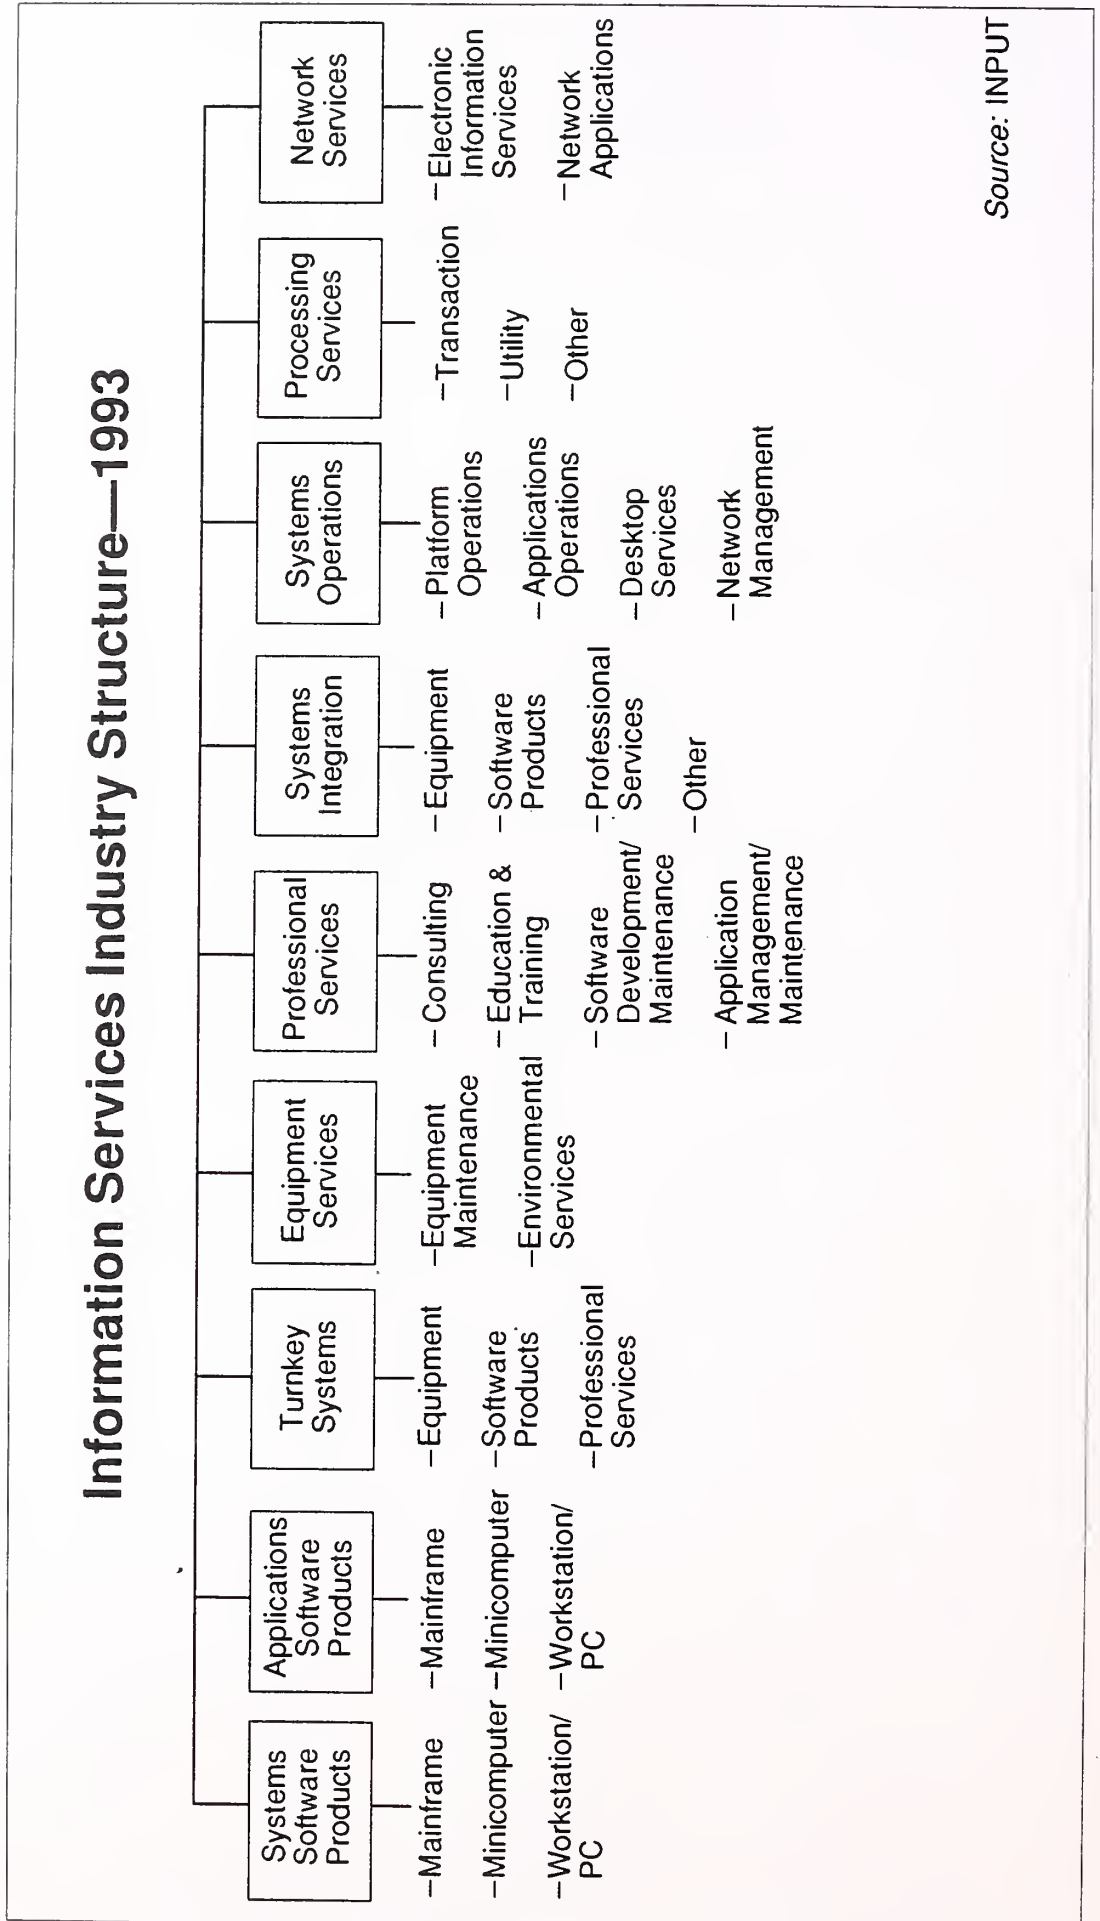 Information Services Industry Structure—1993
Systems
Software
Products
–Mainframe
–Minicomputer
–Workstation/
PC
Applications
Software
Products
–Mainframe
–Minicomputer
–Workstation/
PC
Turnkey
Systems
–Equipment
–Software
Products
–Professional
Services
Equipment
Services
–Equipment
Maintenance
–Environmental
Services
Professional
Services
–Consulting
–Education &
Training
–Software
Development/
Maintenance
–Application
Management/
Maintenance
Systems
Integration
–Equipment
–Software
Products
–Professional
Services
–Other
Systems
Operations
–Platform
Operations
–Applications
Operations
–Desktop
Services
–Network
Management
Processing
Services
–Transaction
–Utility
–Other
Network
Services
–Electronic
Information
Services
–Network
Applications
Source: INPUT